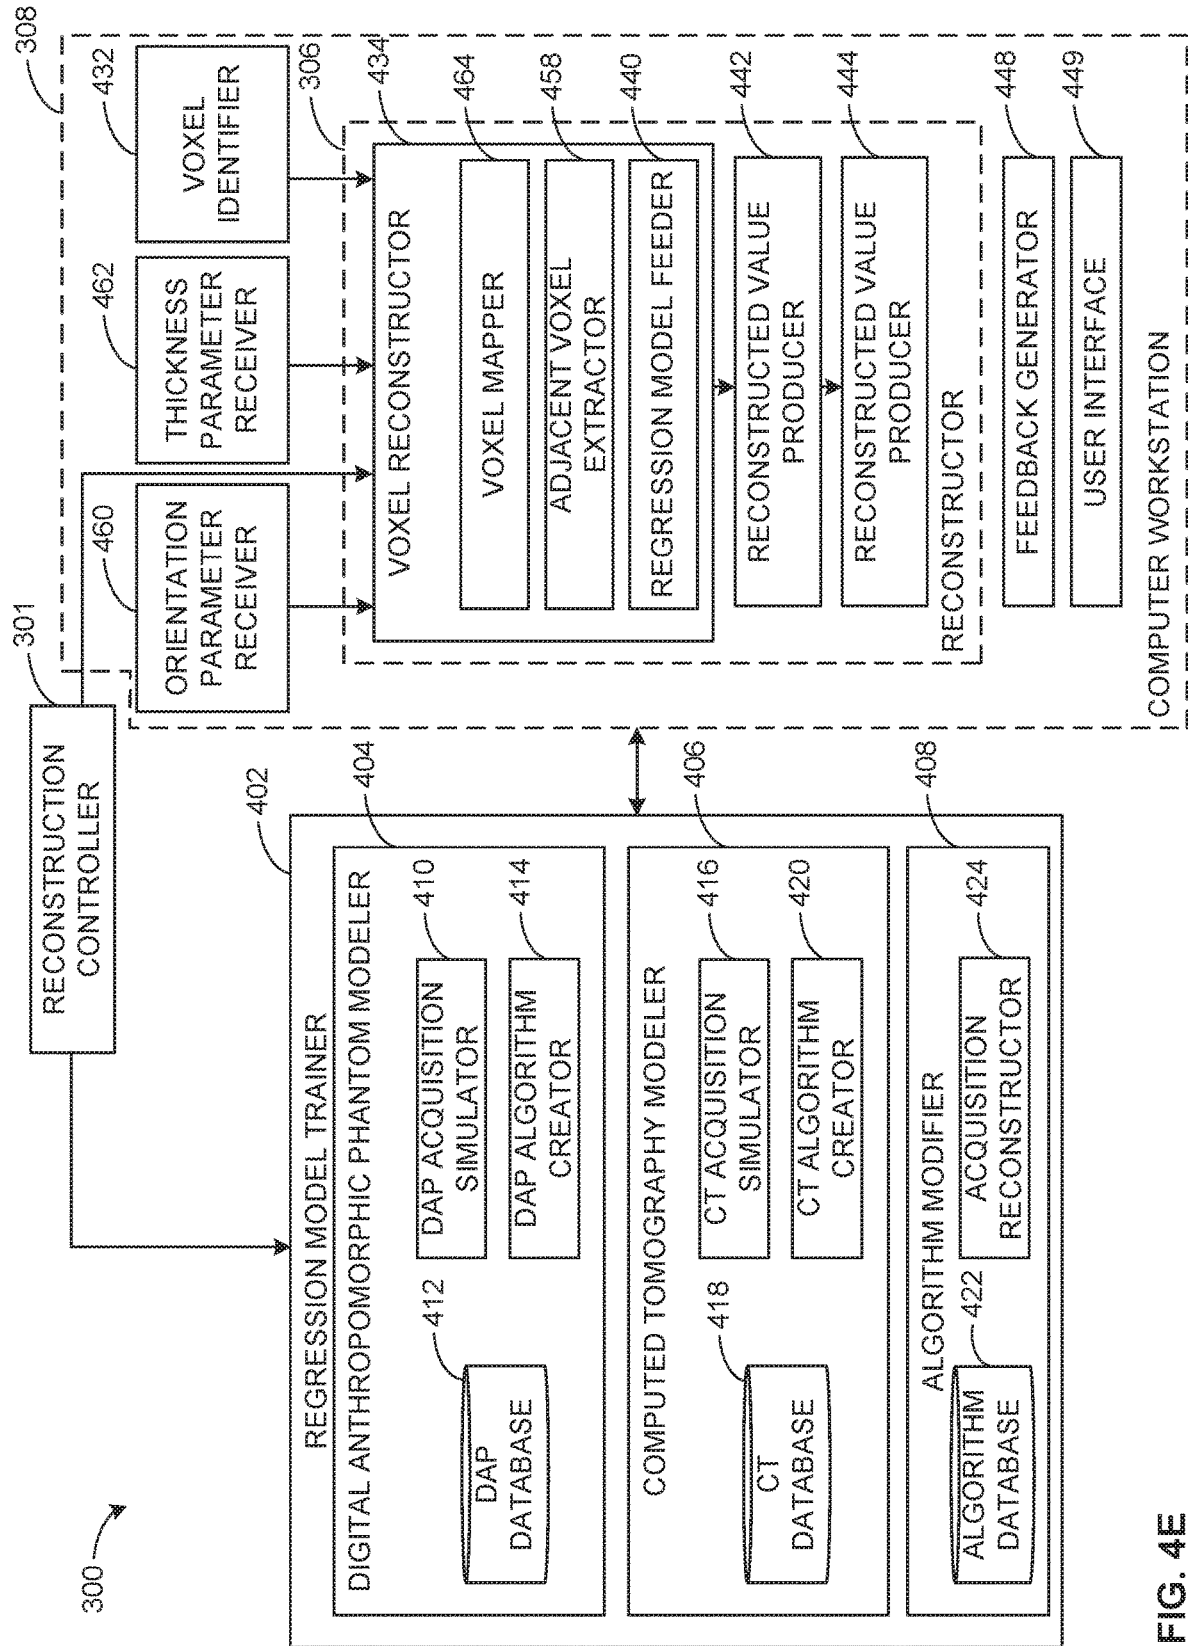 300
RECONSTRUCTION
CONTROLLER
301
402
REGRESSION MODEL TRAINER
404
DIGITAL ANTHROPOMORPHIC PHANTOM MODELER
412
DAP
DATABASE
410
DAP ACQUISITION
SIMULATOR
414
DAP ALGORITHM
CREATOR
406
COMPUTED TOMOGRAPHY MODELER
418
CT
DATABASE
416
CT ACQUISITION
SIMULATOR
420
CT ALGORITHM
CREATOR
408
ALGORITHM MODIFIER
422
ALGORITHM
DATABASE
424
ACQUISITION
RECONSTRUCTOR
308
460
ORIENTATION
PARAMETER
RECEIVER
462
THICKNESS
PARAMETER
RECEIVER
432
VOXEL
IDENTIFIER
306
434
VOXEL RECONSTRUCTOR
464
VOXEL MAPPER
458
ADJACENT VOXEL
EXTRACTOR
440
REGRESSION MODEL FEEDER
442
RECONSTRUCTED VALUE
PRODUCER
444
RECONSTRUCTED VALUE
PRODUCER
RECONSTRUCTOR
448
FEEDBACK GENERATOR
449
USER INTERFACE
COMPUTER WORKSTATION
FIG. 4E